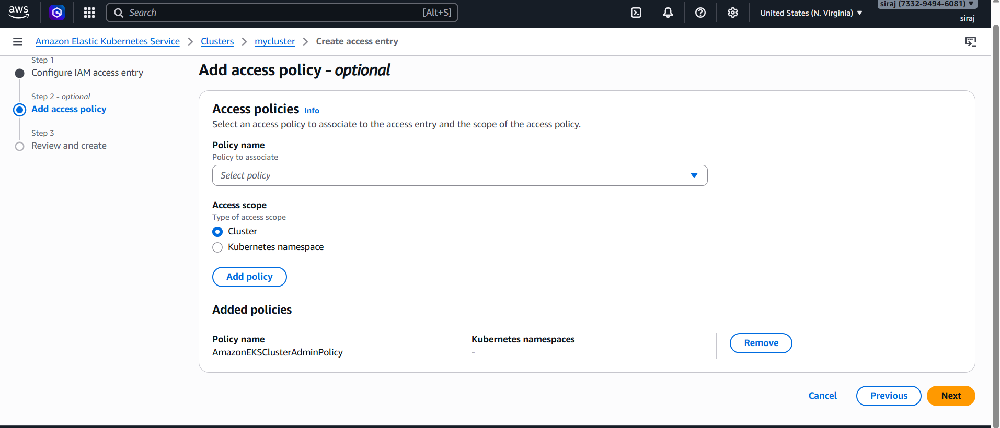 aws
Search [Alt+S]
United States (N. Virginia)
siraj (7332-9494-6081)
siraj
Amazon Elastic Kubernetes Service
Clusters
mycluster
Create access entry
Step 1
Configure IAM access entry
Step 2 - optional
Add access policy
Step 3
Review and create
Add access policy - optional
Access policies Info
Select an access policy to associate to the access entry and the scope of the access policy.
Policy name
Policy to associate
Select policy
Access scope
Type of access scope
Cluster
Kubernetes namespace
Add policy
Added policies
Policy name
AmazonEKSClusterAdminPolicy
Kubernetes namespaces
-
Remove
Cancel
Previous
Next